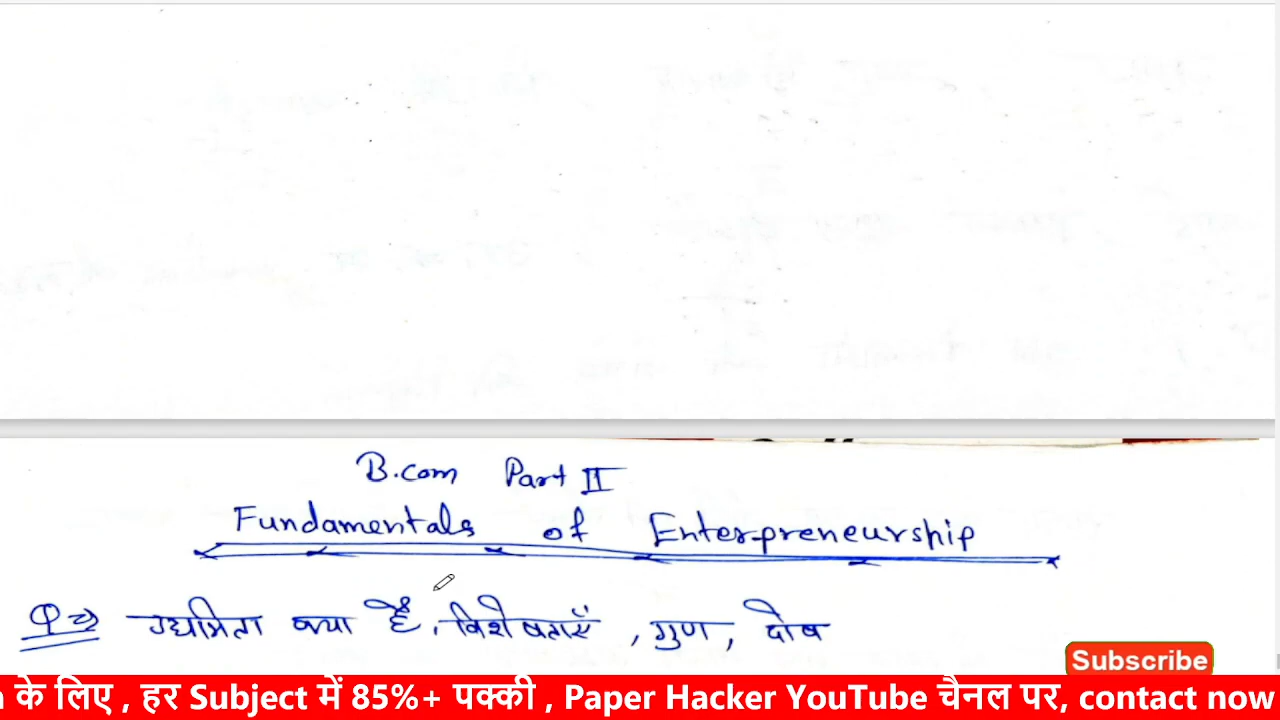 B.com Part II
Fundamentals of Enterpreneurship
Q ⇒ उद्यमिता क्या है, विशेषताएँ, गुण, दोष
Subscribe
के लिए , हर Subject में 85%+ पक्की , Paper Hacker YouTube चैनल पर, contact now